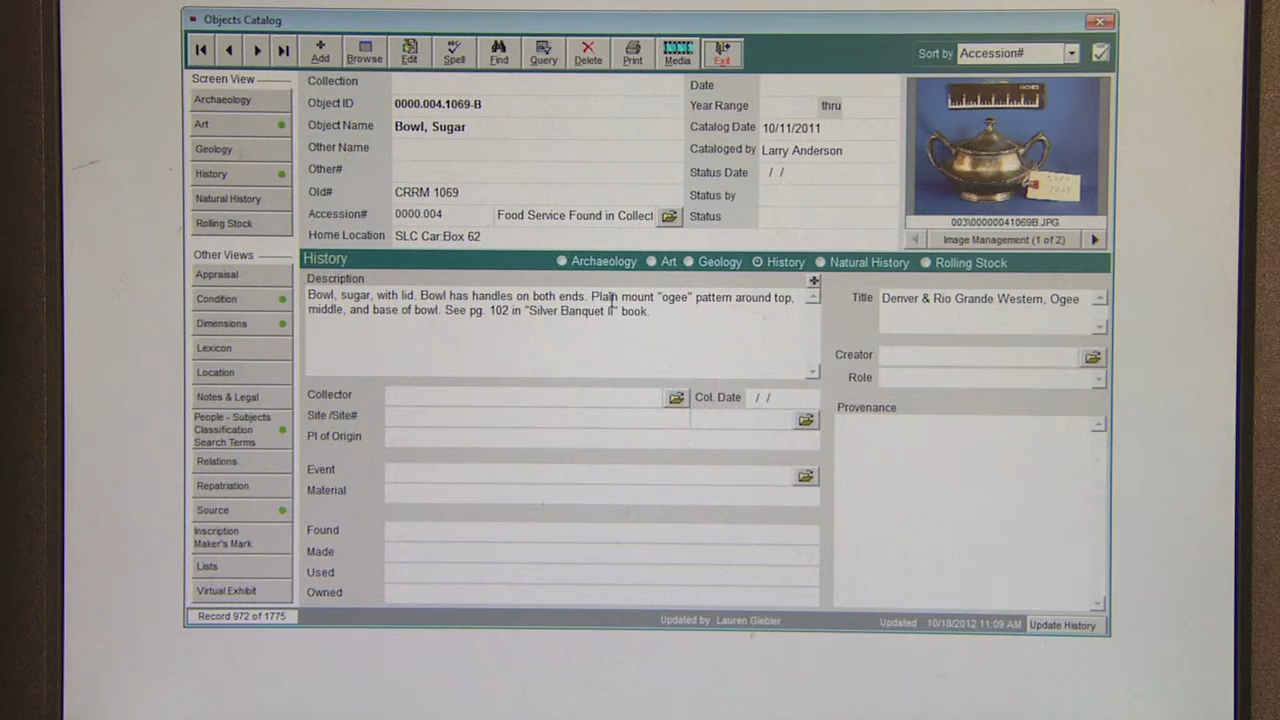 Objects Catalog
Add Browse Edit Spell Find Query Delete Print Media Exit
Sort by Accession#
Screen View
Archaeology
Art
Geology
History
Natural History
Rolling Stock
Other Views
Appraisal
Condition
Dimensions
Lexicon
Location
Notes & Legal
People - Subjects
Classification
Search Terms
Relations
Repatriation
Source
Inscription
Maker's Mark
Lists
Virtual Exhibit
Record 972 of 1775
Collection
Object ID 0000.004.1069-B
Object Name Bowl, Sugar
Other Name
Other#
Old# CRRM 1069
Accession# 0000.004 Food Service Found in Collect
Home Location SLC Car:Box 62
Date
Year Range thru
Catalog Date 10/11/2011
Cataloged by Larry Anderson
Status Date / /
Status by
Status
003\00000041069B.JPG
Image Management (1 of 2)
History
Archaeology Art Geology History Natural History Rolling Stock
Description
Bowl, sugar, with lid. Bowl has handles on both ends. Plain mount "ogee" pattern around top,
middle, and base of bowl. See pg. 102 in "Silver Banquet II" book.
Title Denver & Rio Grande Western, Ogee
Creator
Role
Collector Col. Date / /
Site /Site#
Pl of Origin
Event
Material
Found
Made
Used
Owned
Provenance
Updated by Lauren Giebler Updated 10/18/2012 11:09 AM Update History